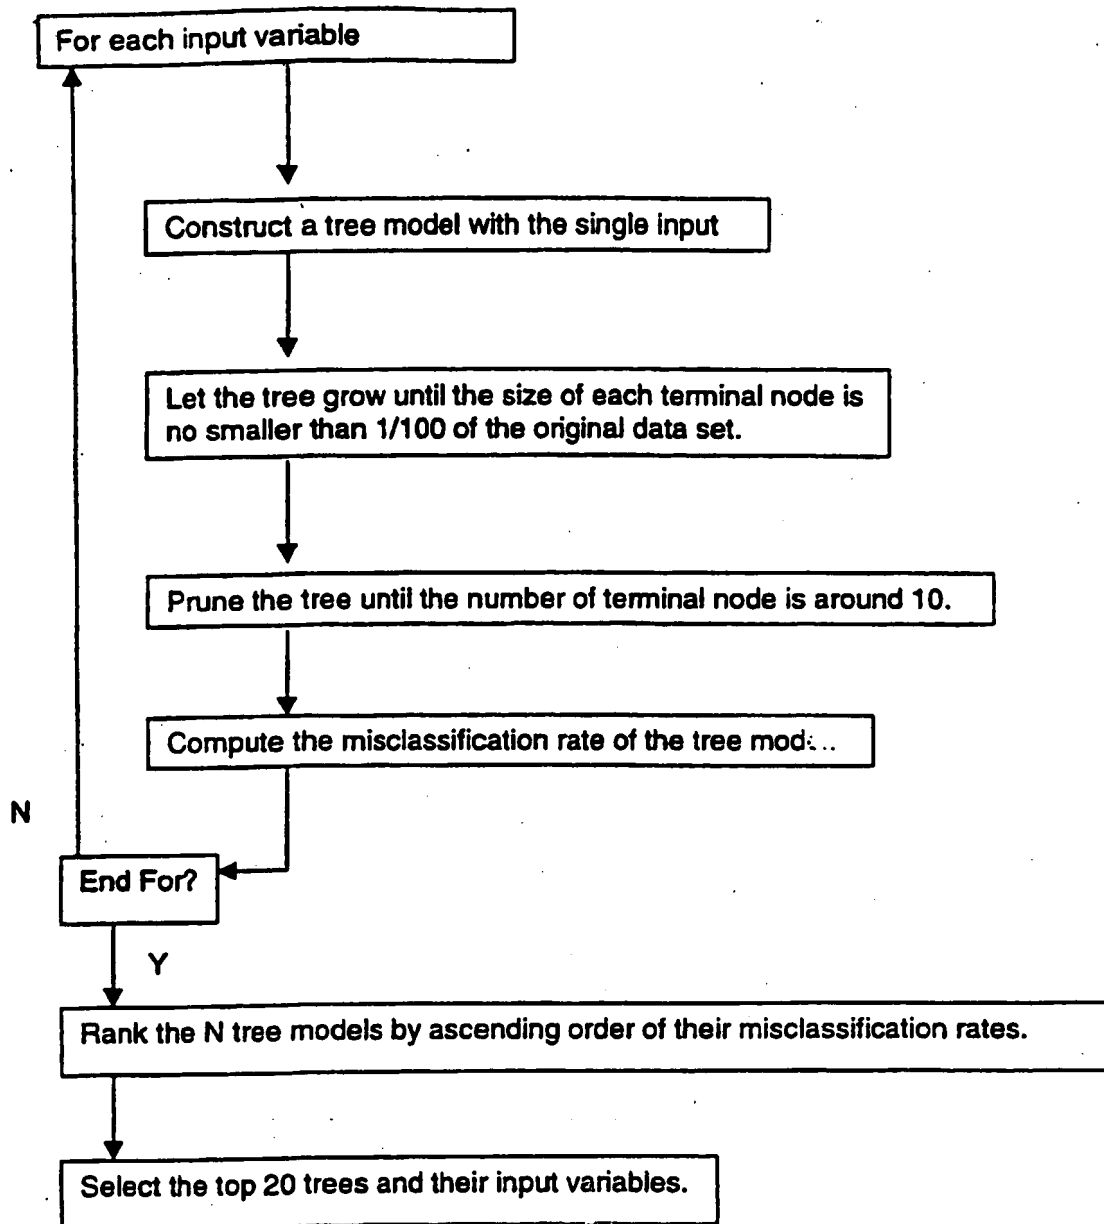 For each input variable
Construct a tree model with the single input
Let the tree grow until the size of each terminal node is
no smaller than 1/100 of the original data set.
Prune the tree until the number of terminal node is around 10.
Compute the misclassification rate of the tree
N
End For?
Y
Rank the N tree models by ascending order of their misclassification rates.
Select the top 20 trees and their input variables.